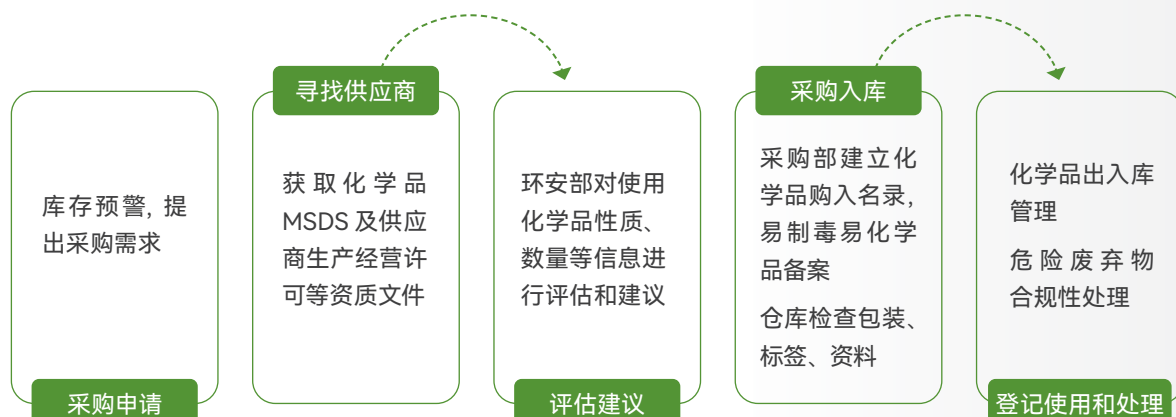 库存预警, 提
出采购需求
采购申请
寻找供应商
获取化学品
MSDS 及供应
商生产经营许
可等资质文件
环安部对使用
化学品性质、
数量等信息进
行评估和建议
评估建议
采购入库
采购部建立化
学品购入名录,
易制毒易化学
品备案
仓库检查包装、
标签、资料
化学品出入库
管理
危险废弃物
合规性处理
登记使用和处理